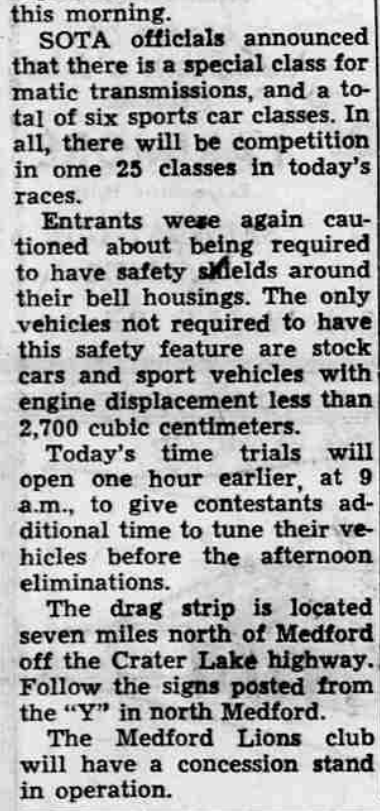 this morning.
SOTA officials announced
that there is a special class for
matic transmissions, and a to-
tal of six sports car classes. In
all, there will be competition
in ome 25 classes in today's
races.
Entrants were again cau-
tioned about being required
to have safety shields around
their bell housings. The only
vehicles not required to have
this safety feature are stock
cars and sport vehicles with
engine displacement less than
2,700 cubic centimeters.
Today's time trials will
open one hour earlier, at 9
a.m., to give contestants ad-
ditional time to tune their ve-
hicles before the afternoon
eliminations.
The drag strip is located
seven miles north of Medford
off the Crater Lake highway.
Follow the signs posted from
the "Y" in north Medford.
The Medford Lions club
will have a concession stand
in operation.